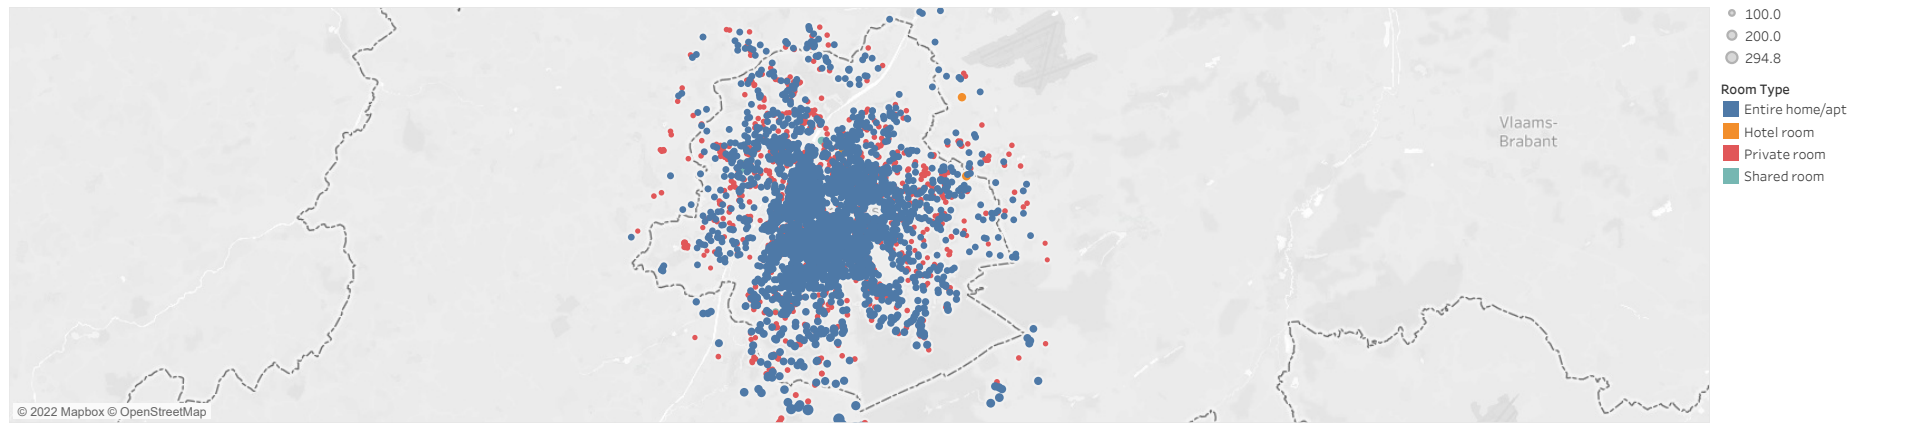 100.0
200.0
294.8
Room Type
Entire home/apt
Hotel room
Private room
Shared room
Vlaams-
Brabant
© 2022 Mapbox © OpenStreetMap